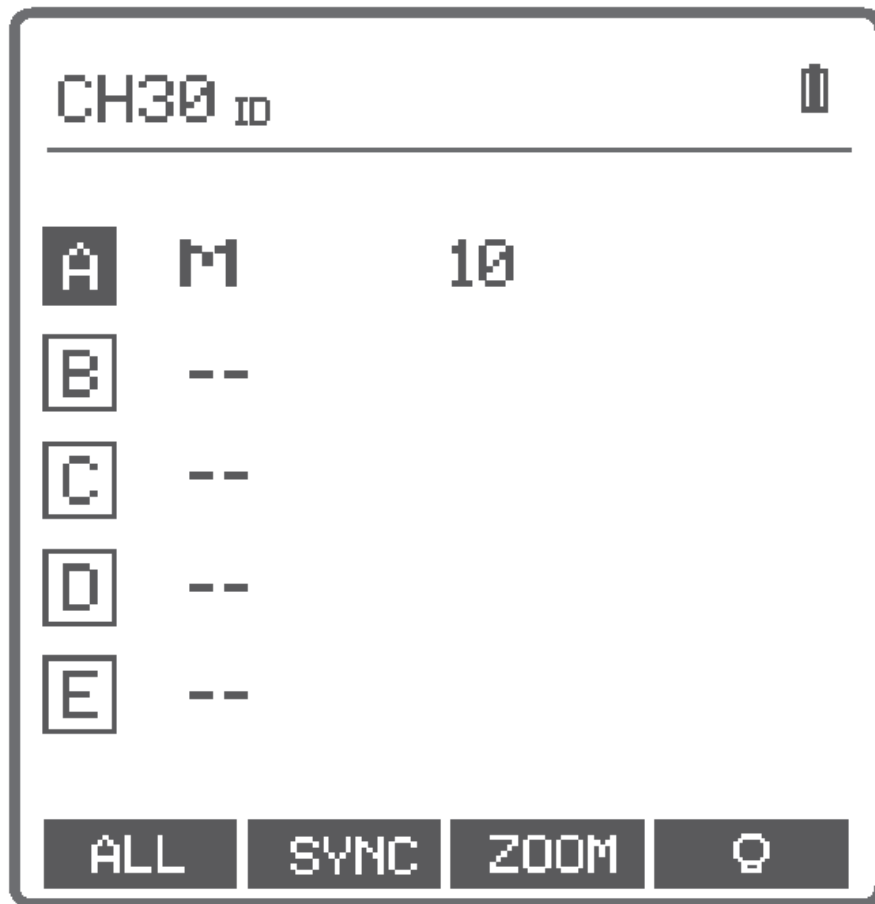 CH30 ID
A M 10
B --
C --
D --
E --
ALL SYNC ZOOM